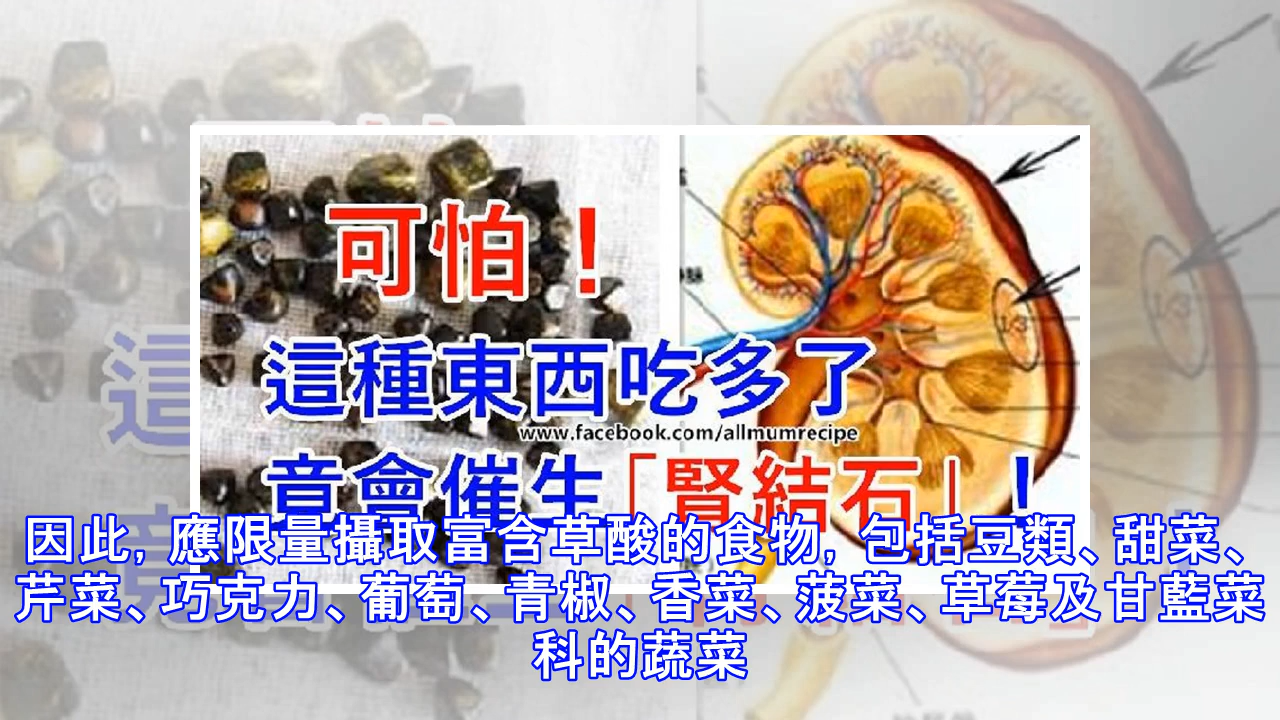 可怕！
這種東西吃多了
www.facebook.com/allmumrecipe
竟會催生「腎結石」！
因此, 應限量攝取富含草酸的食物, 包括豆類、甜菜、
芹菜、巧克力、葡萄、青椒、香菜、菠菜、草莓及甘藍菜
科的蔬菜